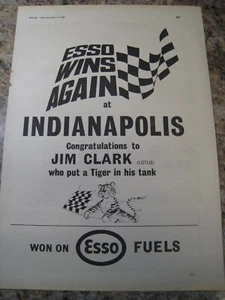 ESSO
WINS
AGAIN
at
INDIANAPOLIS
Congratulations to
JIM CLARK (LOTUS)
who put a Tiger in his tank
WON ON Esso FUELS